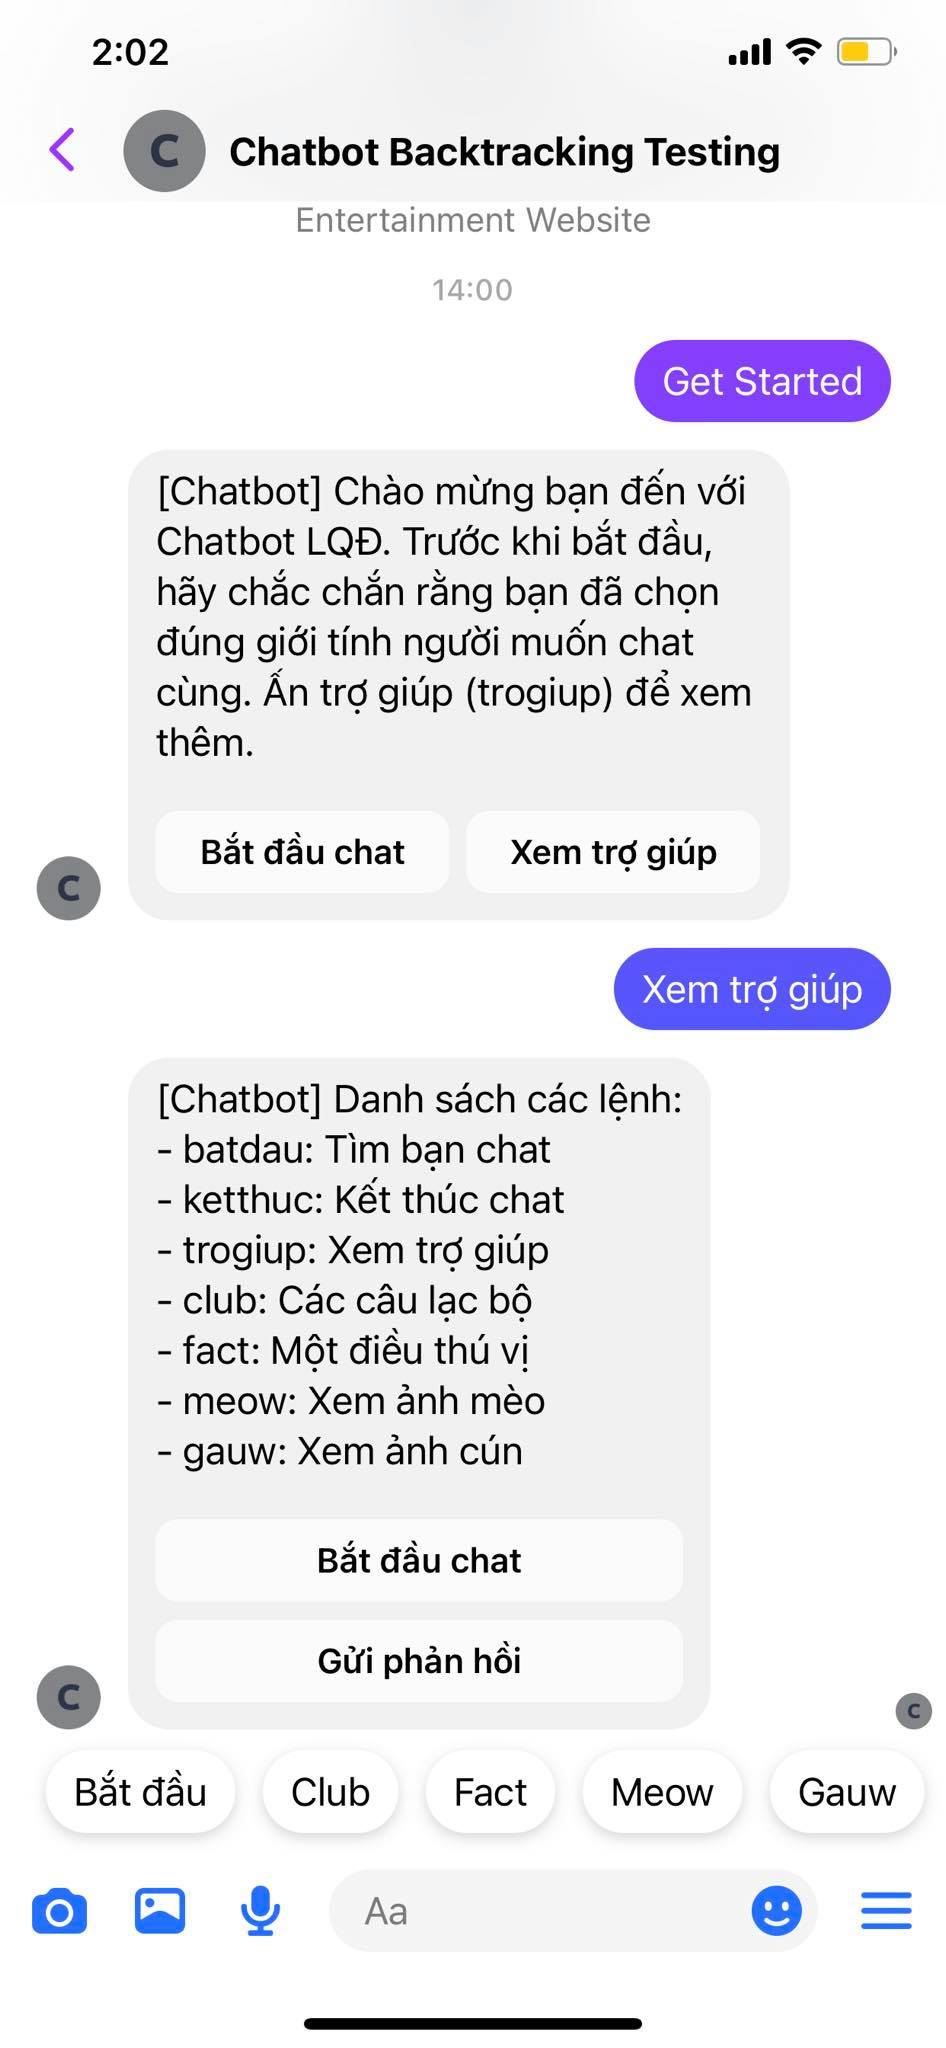 2:02
C
Chatbot Backtracking Testing
Entertainment Website
14:00
Get Started
[Chatbot] Chào mừng bạn đến với
Chatbot LQĐ. Trước khi bắt đầu,
hãy chắc chắn rằng bạn đã chọn
đúng giới tính người muốn chat
cùng. Ấn trợ giúp (trogiup) để xem
thêm.
Bắt đầu chat
Xem trợ giúp
C
Xem trợ giúp
[Chatbot] Danh sách các lệnh:
- batdau: Tìm bạn chat
- ketthuc: Kết thúc chat
- trogiup: Xem trợ giúp
- club: Các câu lạc bộ
- fact: Một điều thú vị
- meow: Xem ảnh mèo
- gauw: Xem ảnh cún
Bắt đầu chat
Gửi phản hồi
C
C
Bắt đầu
Club
Fact
Meow
Gauw
Aa